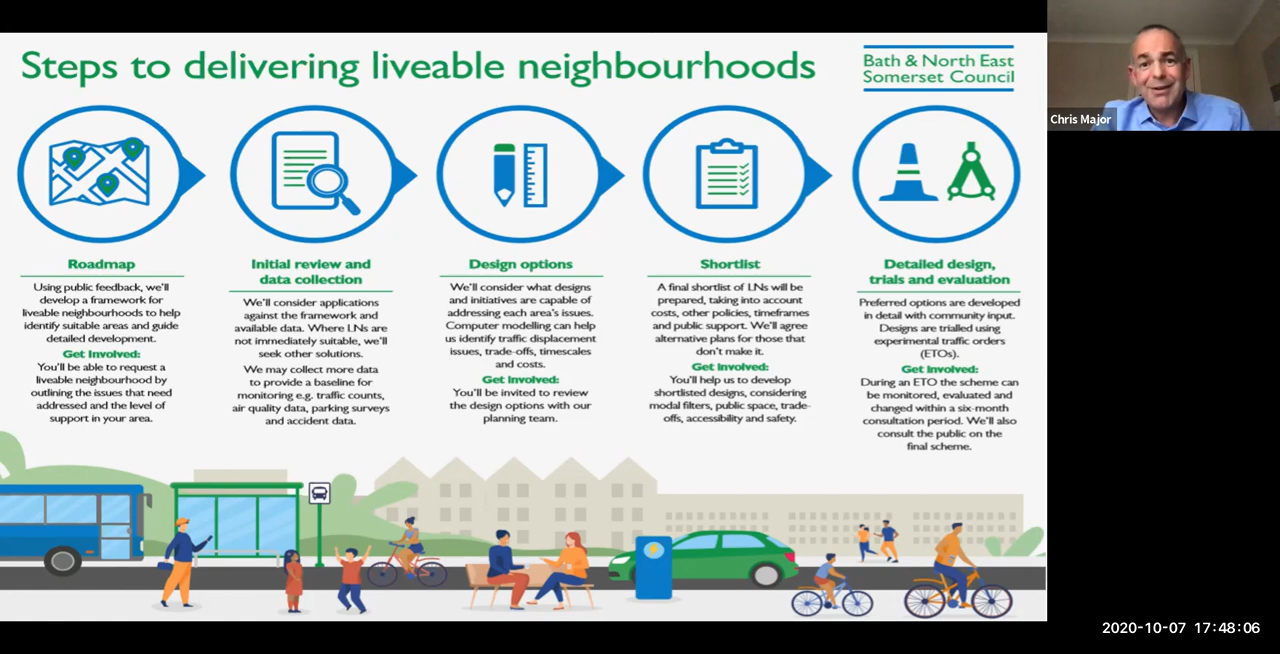 Steps to delivering liveable neighbourhoods
Bath & North East
Somerset Council
Chris Major
Roadmap
Using public feedback, we'll
develop a framework for
liveable neighbourhoods to help
identify suitable areas and guide
detailed development.
Get Involved:
You'll be able to request a
liveable neighbourhood by
outlining the issues that need
addressed and the level of
support in your area.
Initial review and
data collection
We'll consider applications
against the framework and
available data. Where LNs are
not immediately suitable, we'll
seek other solutions.
We may collect more data
to provide a baseline for
monitoring e.g. traffic counts,
air quality data, parking surveys
and accident data.
Design options
We'll consider what designs
and initiatives are capable of
addressing each area's issues.
Computer modelling can help
us identify traffic displacement
issues, trade-offs, timescales
and costs.
Get Involved:
You'll be invited to review
the design options with our
planning team.
Shortlist
A final shortlist of LNs will be
prepared, taking into account
costs, other policies, timeframes
and public support. We'll agree
alternative plans for those that
don't make it.
Get Involved:
You'll help us to develop
shortlisted designs, considering
modal filters, public space, trade-
offs, accessibility and safety.
Detailed design,
trials and evaluation
Preferred options are developed
in detail with community input.
Designs are trialled using
experimental traffic orders
(ETOs).
Get Involved:
During an ETO the scheme can
be monitored, evaluated and
changed within a six-month
consultation period. We'll also
consult the public on the
final scheme.
2020-10-07 17:48:06